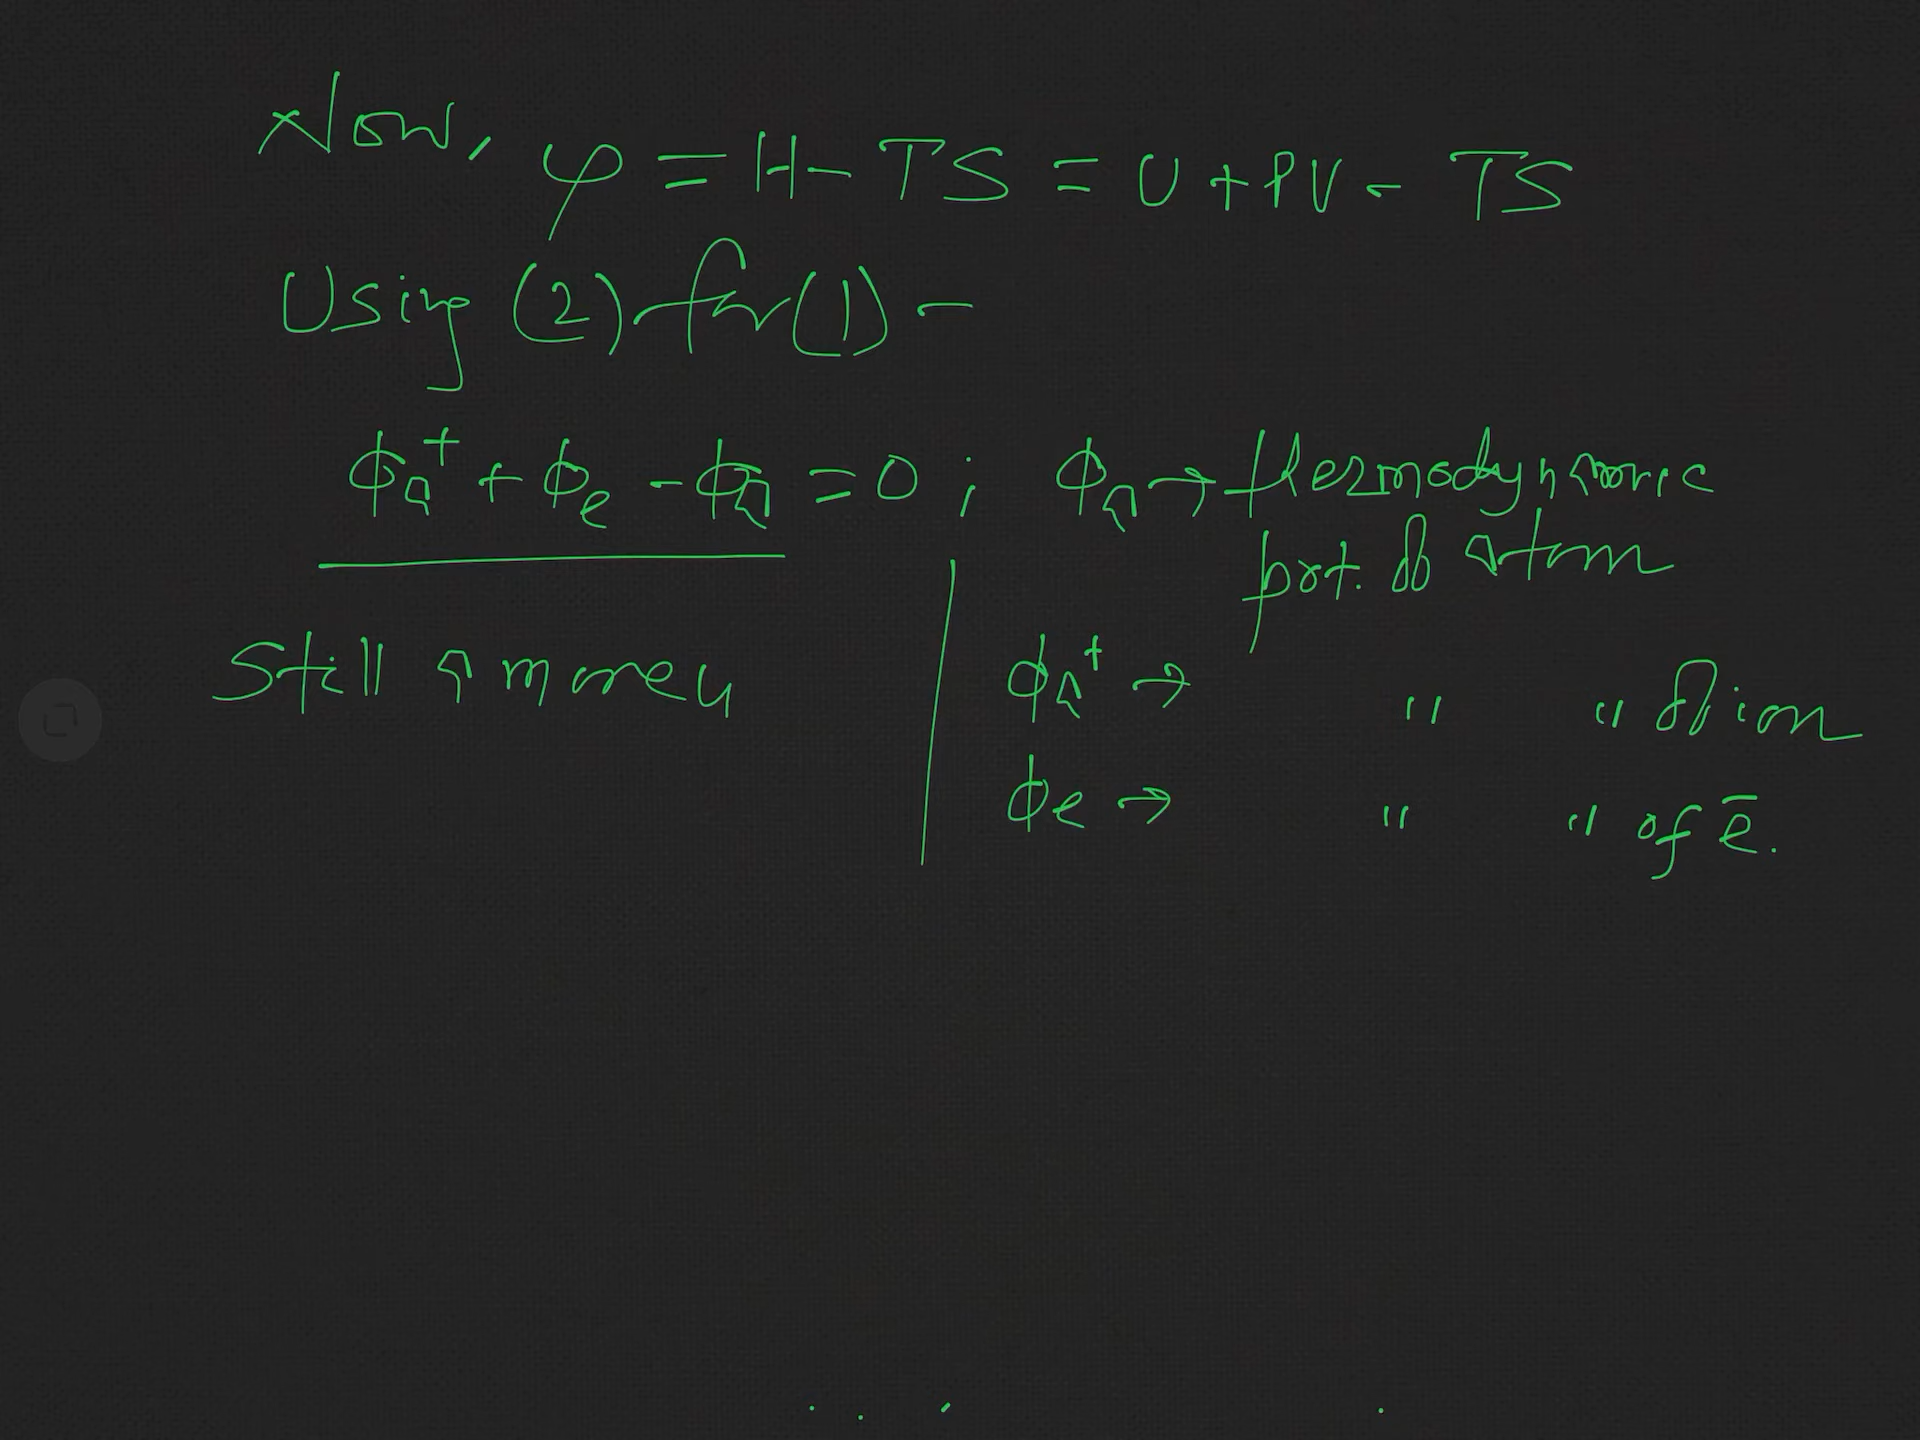 Now, φ = H - TS = U + PV - TS
Using (2) for (1) -
ϕa⁺ + ϕe - ϕa = 0 ; ϕa → thermodynamic
pot. of atom
Still a
ϕa⁺ → " " of ion
ϕe → " " of ē.